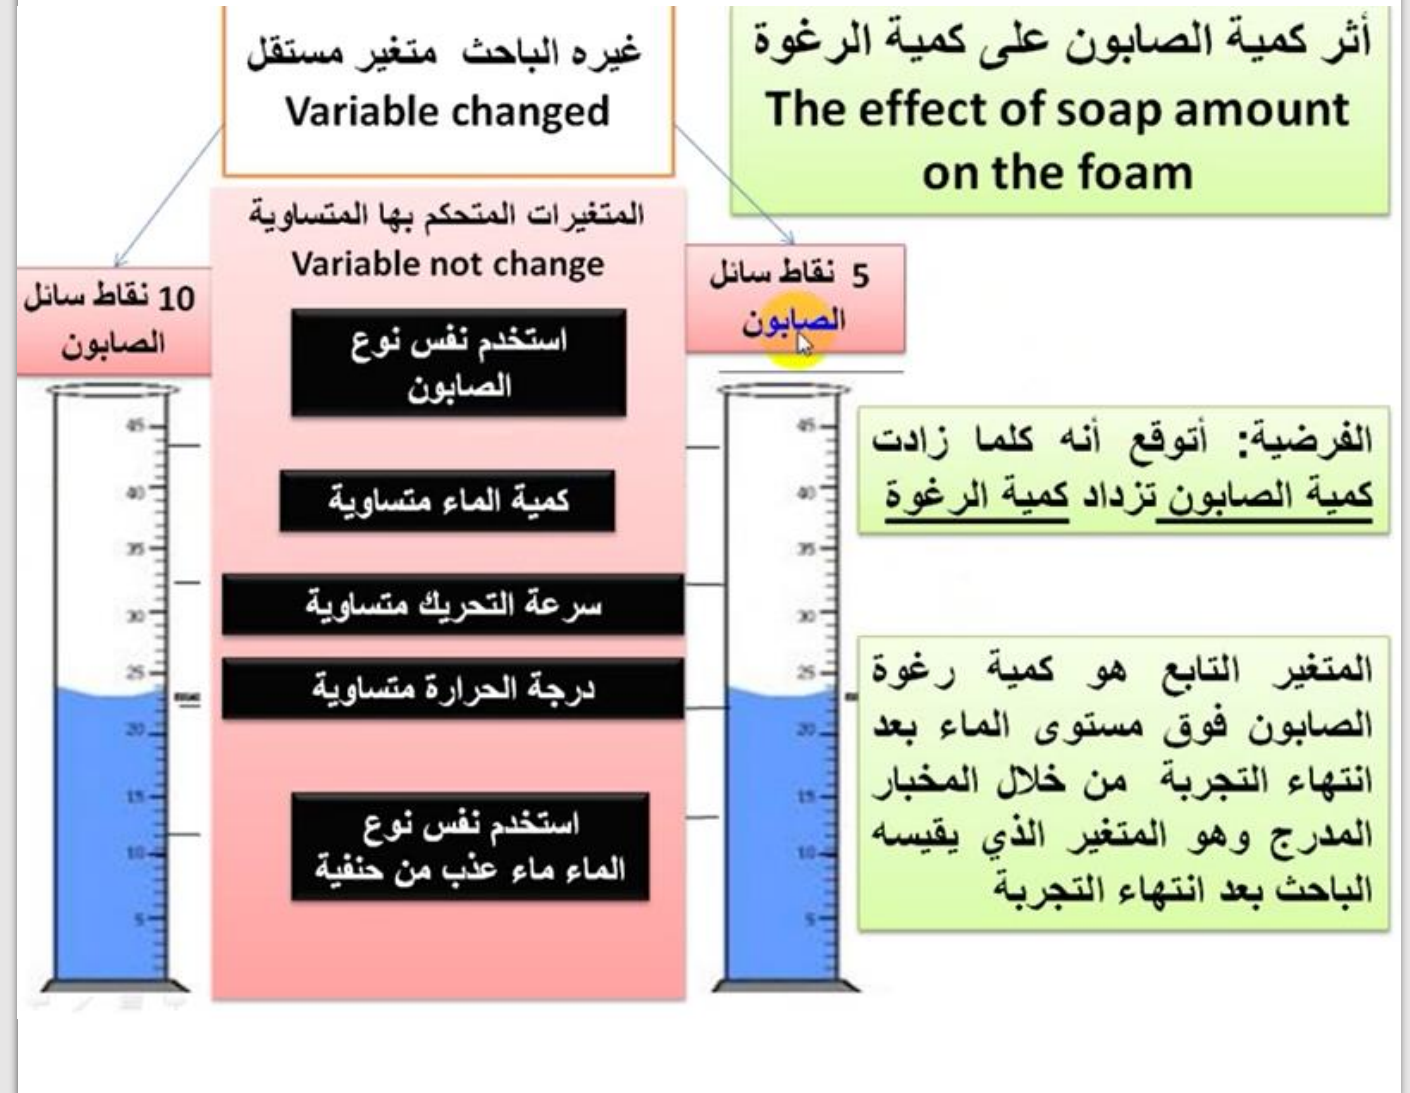 أثر كمية الصابون على كمية الرغوة
The effect of soap amount
on the foam
غيره الباحث متغير مستقل
Variable changed
المتغيرات المتحكم بها المتساوية
Variable not change
5 نقاط سائل
الصابون
10 نقاط سائل
الصابون
استخدم نفس نوع
الصابون
كمية الماء متساوية
سرعة التحريك متساوية
درجة الحرارة متساوية
استخدم نفس نوع
الماء ماء عذب من حنفية
الفرضية: أتوقع أنه كلما زادت
كمية الصابون تزداد كمية الرغوة
المتغير التابع هو كمية رغوة
الصابون فوق مستوى الماء بعد
انتهاء التجربة من خلال المخبار
المدرج وهو المتغير الذي يقيسه
الباحث بعد انتهاء التجربة
45
40
35
30
25
20
15
10
5
45
40
35
30
25
20
15
10
5